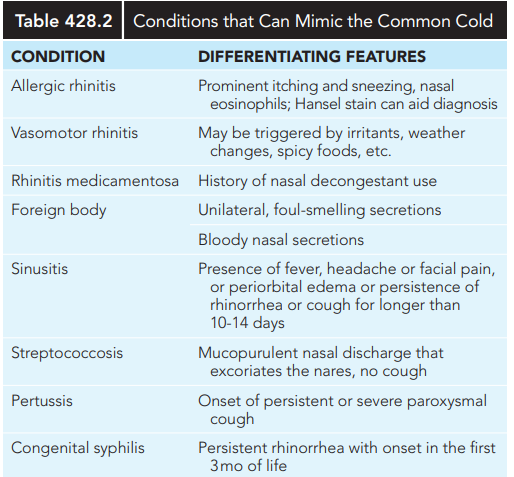 Table 428.2 Conditions that Can Mimic the Common Cold
CONDITION DIFFERENTIATING FEATURES
Allergic rhinitis Prominent itching and sneezing, nasal
eosinophils; Hansel stain can aid diagnosis
Vasomotor rhinitis May be triggered by irritants, weather
changes, spicy foods, etc.
Rhinitis medicamentosa History of nasal decongestant use
Foreign body Unilateral, foul-smelling secretions
Bloody nasal secretions
Sinusitis Presence of fever, headache or facial pain,
or periorbital edema or persistence of
rhinorrhea or cough for longer than
10-14 days
Streptococcosis Mucopurulent nasal discharge that
excoriates the nares, no cough
Pertussis Onset of persistent or severe paroxysmal
cough
Congenital syphilis Persistent rhinorrhea with onset in the first
3 mo of life